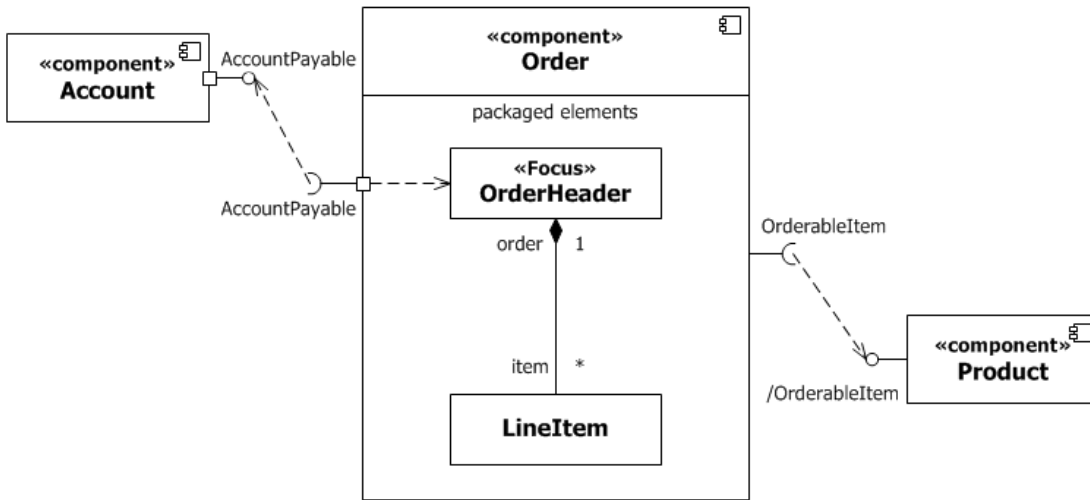 «component»
Account
AccountPayable
AccountPayable
«component»
Order
packaged elements
«Focus»
OrderHeader
order 1
item *
LineItem
OrderableItem
«component»
Product
/OrderableItem